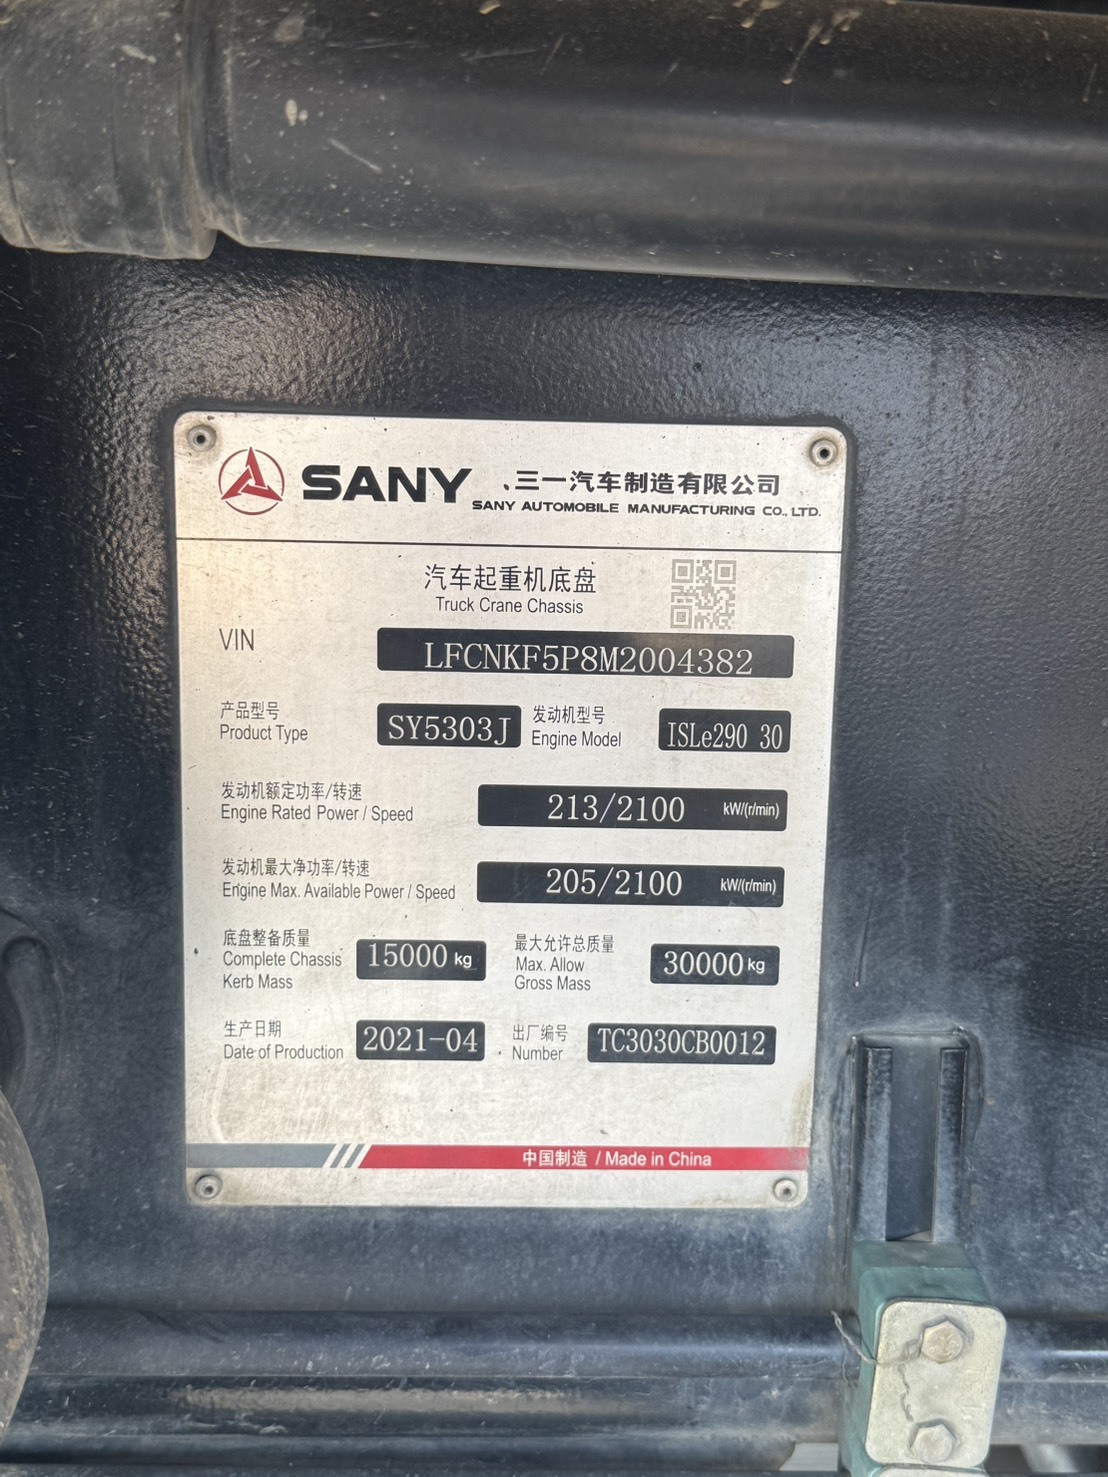 SANY 三一汽车制造有限公司
SANY AUTOMOBILE MANUFACTURING CO., LTD.
汽车起重机底盘
Truck Crane Chassis
VIN LFCNKF5P8M2004382
产品型号
Product Type SY5303J
发动机型号
Engine Model ISLe290 30
发动机额定功率/转速
Engine Rated Power / Speed 213/2100 kW/(r/min)
发动机最大净功率/转速
Engine Max. Available Power / Speed 205/2100 kW/(r/min)
底盘整备质量
Complete Chassis
Kerb Mass 15000 kg
最大允许总质量
Max. Allow
Gross Mass 30000 kg
生产日期
Date of Production 2021-04
出厂编号
Number TC3030CB0012
中国制造 / Made in China